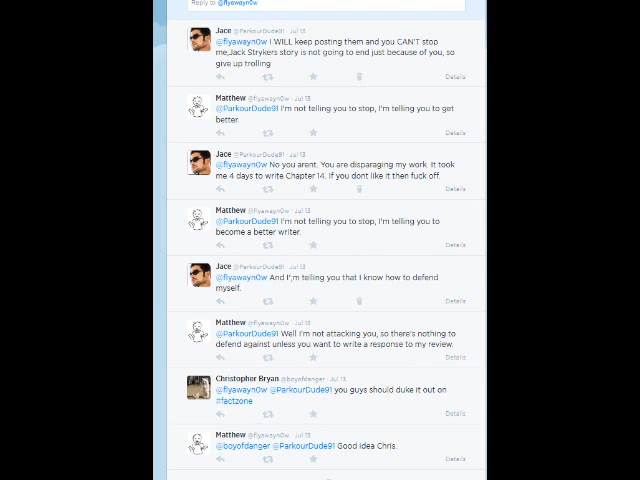 Reply to @flyawayn0w
Jace @ParkourDude91 · Jul 13
@flyawayn0w I WILL keep posting them and you CAN'T stop
me,Jack Strykers story is not going to end just because of you, so
give up trolling
Details
Matthew @flyawayn0w · Jul 13
@ParkourDude91 I'm not telling you to stop, I'm telling you to get
better.
Details
Jace @ParkourDude91 · Jul 13
@flyawayn0w No you arent. You are disparaging my work. It took
me 4 days to write Chapter 14. If you dont like it then fuck off.
Details
Matthew @flyawayn0w · Jul 13
@ParkourDude91 I'm not telling you to stop, I'm telling you to
become a better writer.
Details
Jace @ParkourDude91 · Jul 13
@flyawayn0w And I',m telling you that I know how to defend
myself.
Details
Matthew @flyawayn0w · Jul 13
@ParkourDude91 Well I'm not attacking you, so there's nothing to
defend against unless you want to write a response to my review.
Details
Christopher Bryan @boyofdanger · Jul 13
@flyawayn0w @ParkourDude91 you guys should duke it out on
#factzone
Details
Matthew @flyawayn0w · Jul 13
@boyofdanger @ParkourDude91 Good Idea Chris.
Details